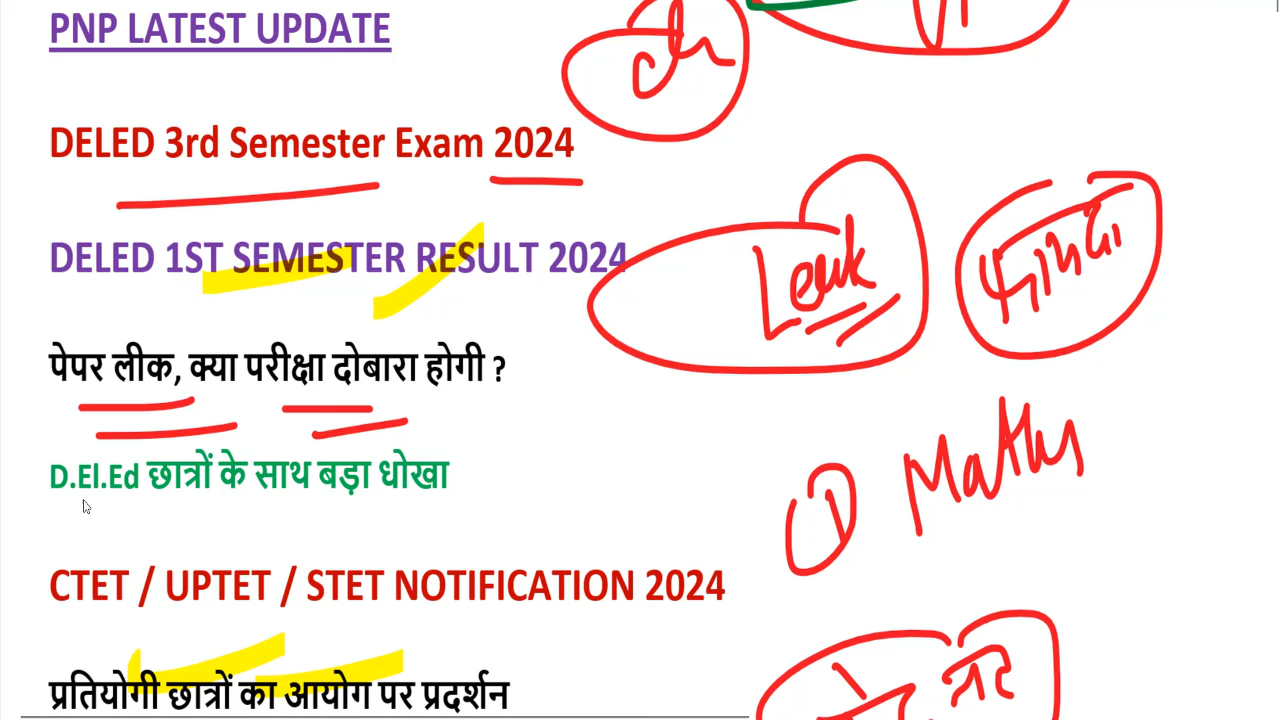 PNP LATEST UPDATE
DELED 3rd Semester Exam 2024
DELED 1ST SEMESTER RESULT 2024
Leak
पेपर लीक, क्या परीक्षा दोबारा होगी ?
D.El.Ed छात्रों के साथ बड़ा धोखा
① Maths
CTET / UPTET / STET NOTIFICATION 2024
प्रतियोगी छात्रों का आयोग पर प्रदर्शन